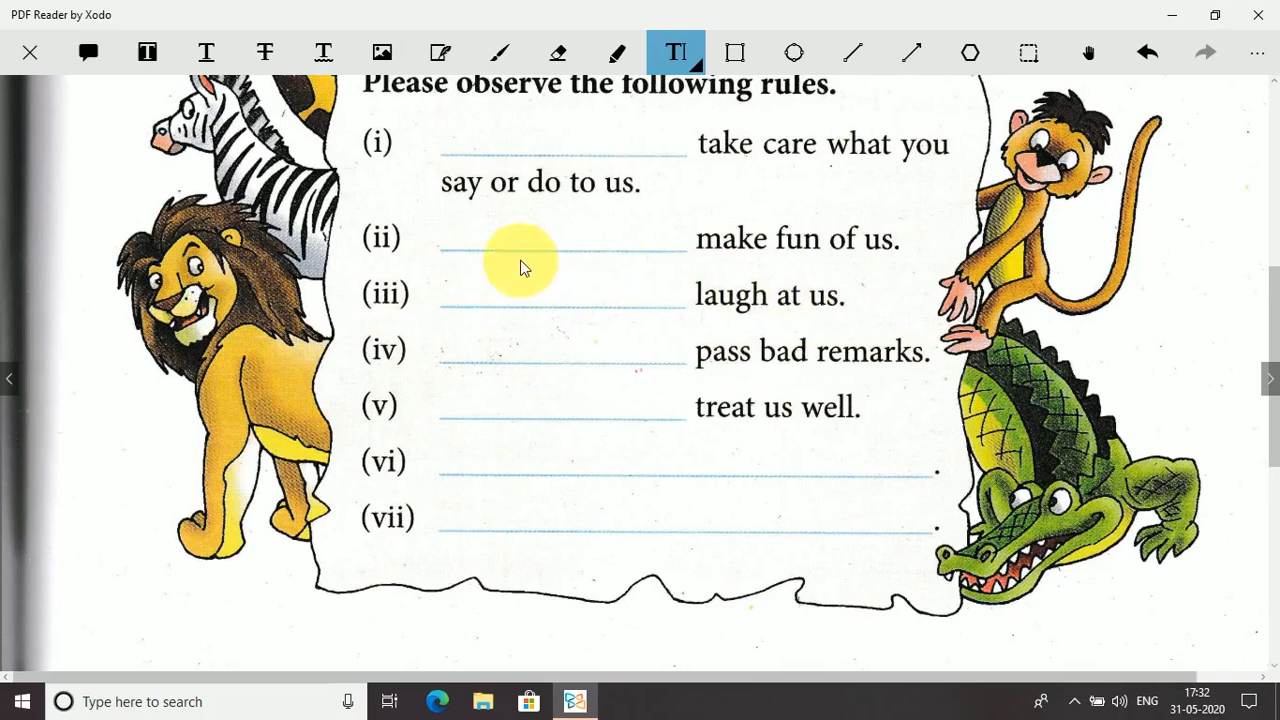 PDF Reader by Xodo
Please observe the following rules.
(i) take care what you
say or do to us.
(ii) make fun of us.
(iii) laugh at us.
(iv) pass bad remarks.
(v) treat us well.
(vi) .
(vii) .
Type here to search
ENG
17:32
31-05-2020